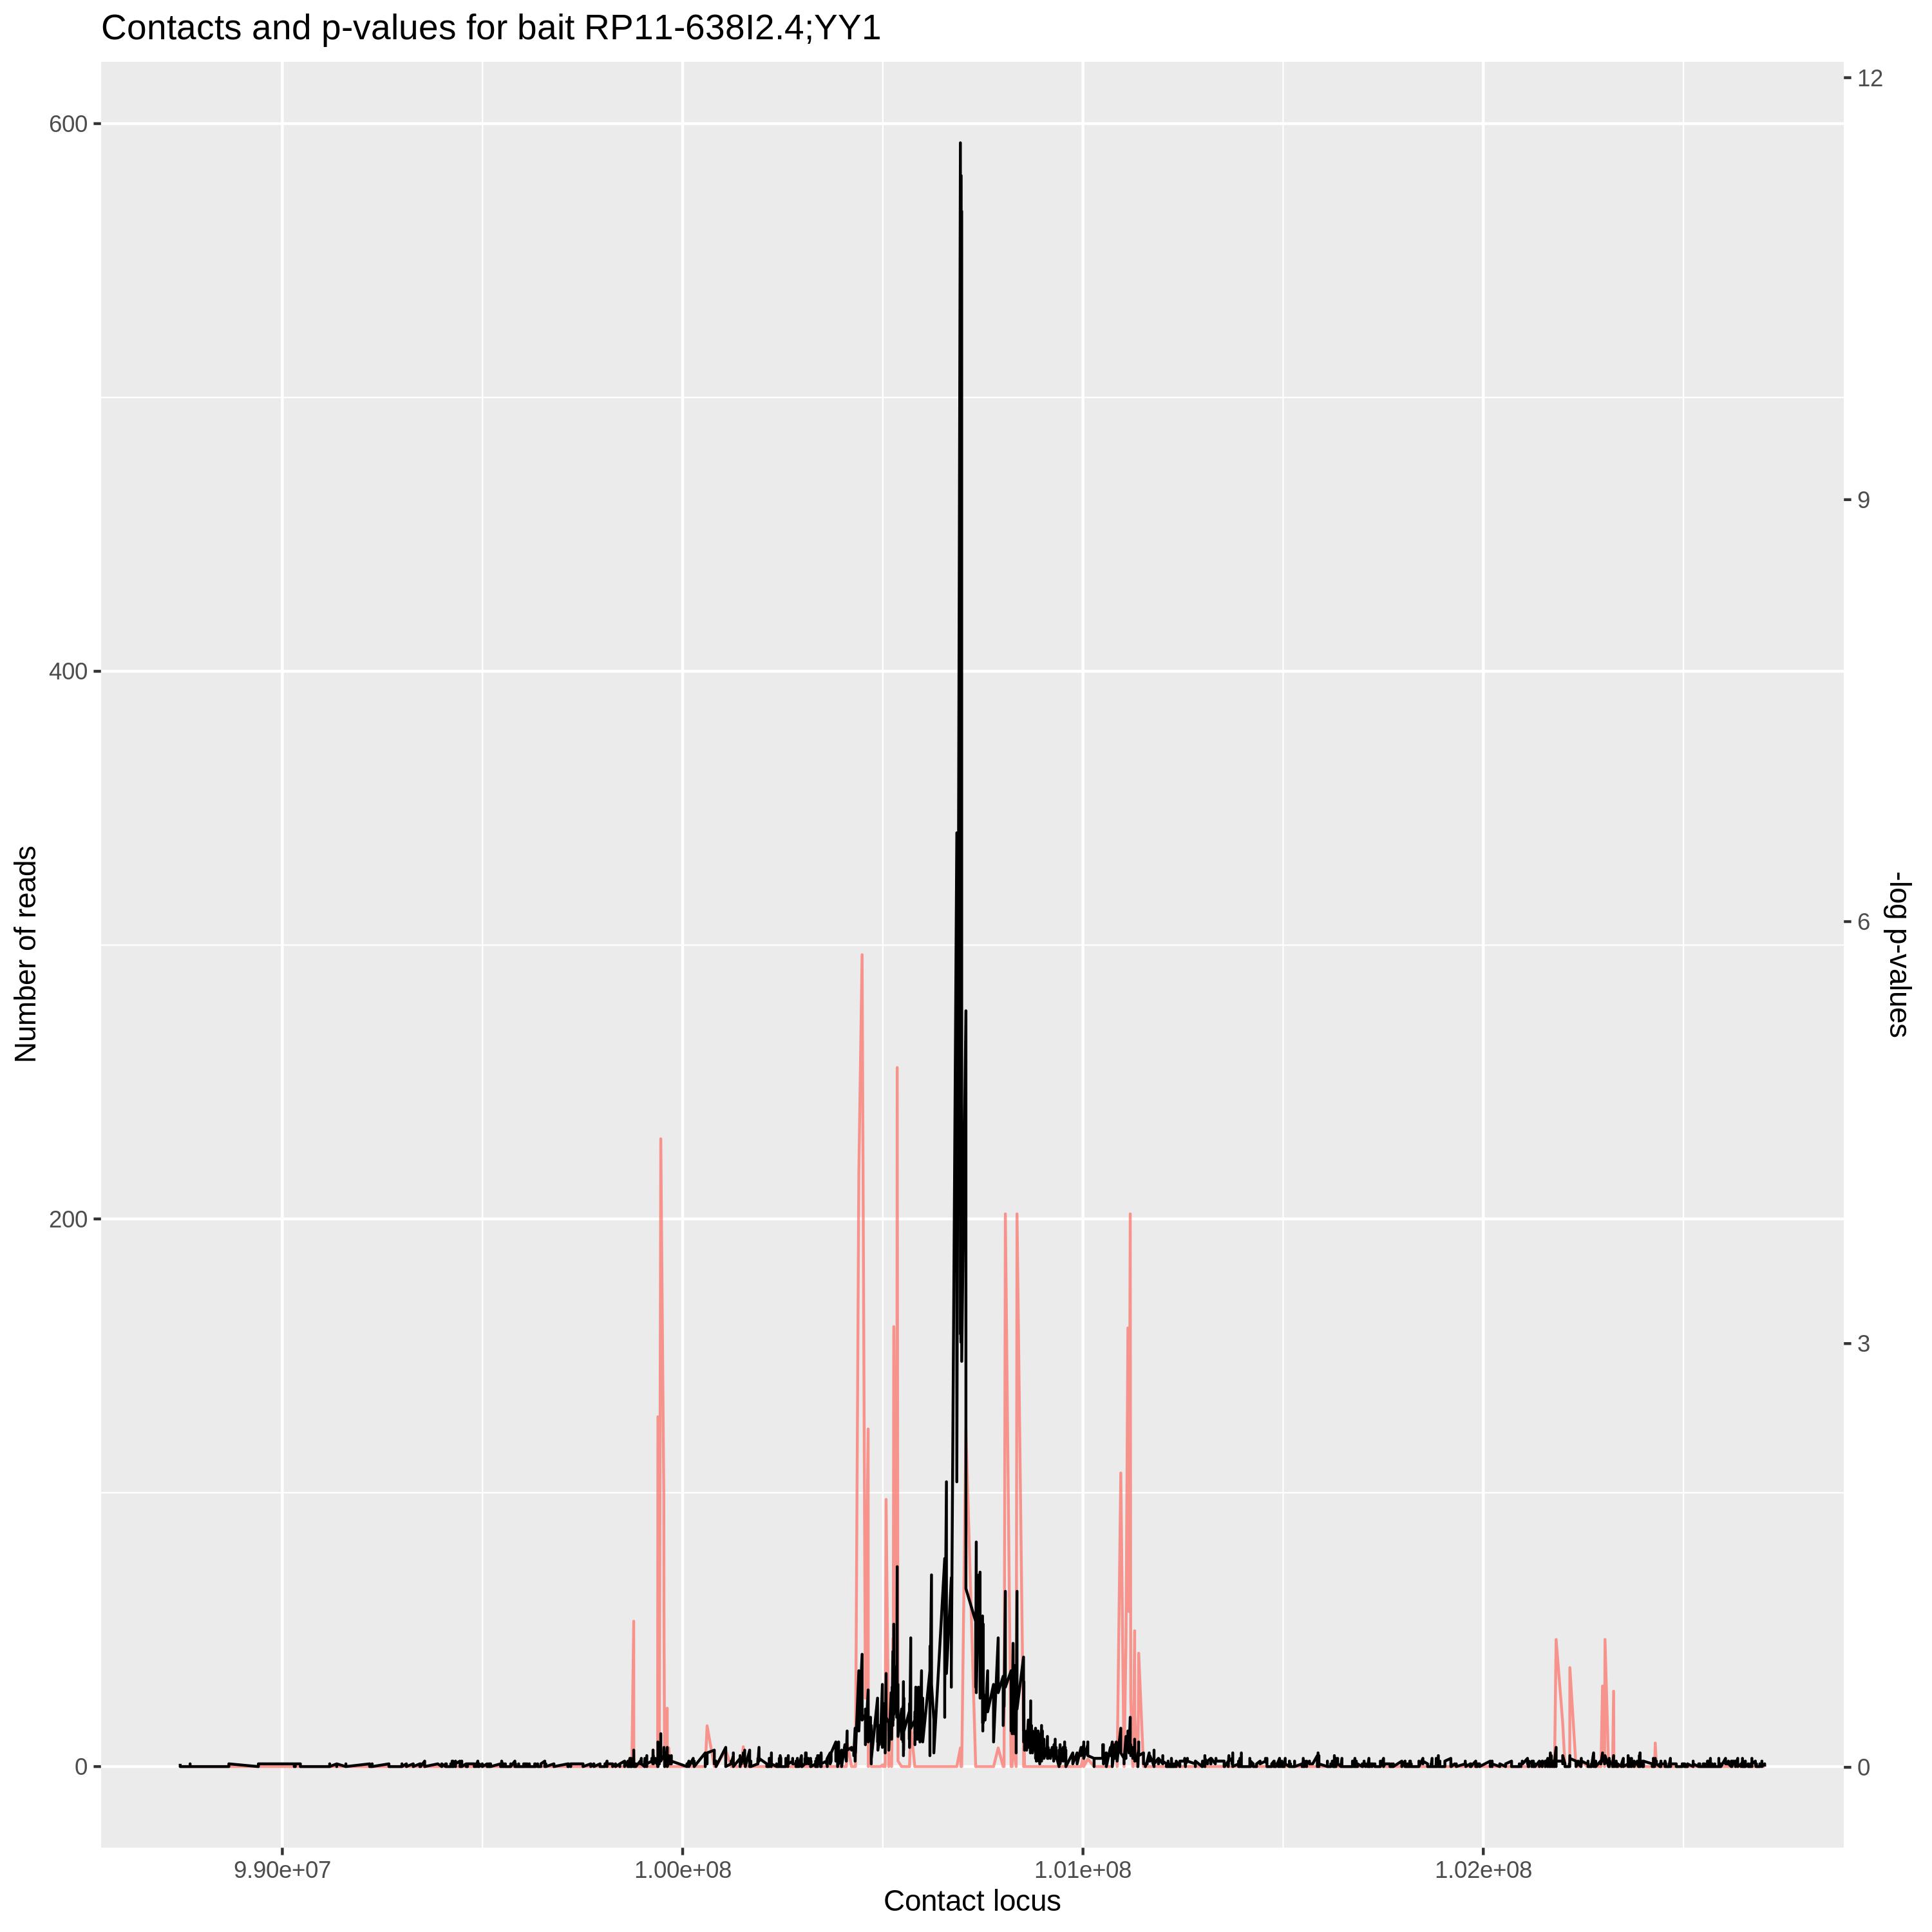 Contacts and p-values for bait RP11-638I2.4;YY1
600
400
200
0
Number of reads
12
9
6
3
0
-log p-values
9.90e+07 1.00e+08 1.01e+08 1.02e+08
Contact locus